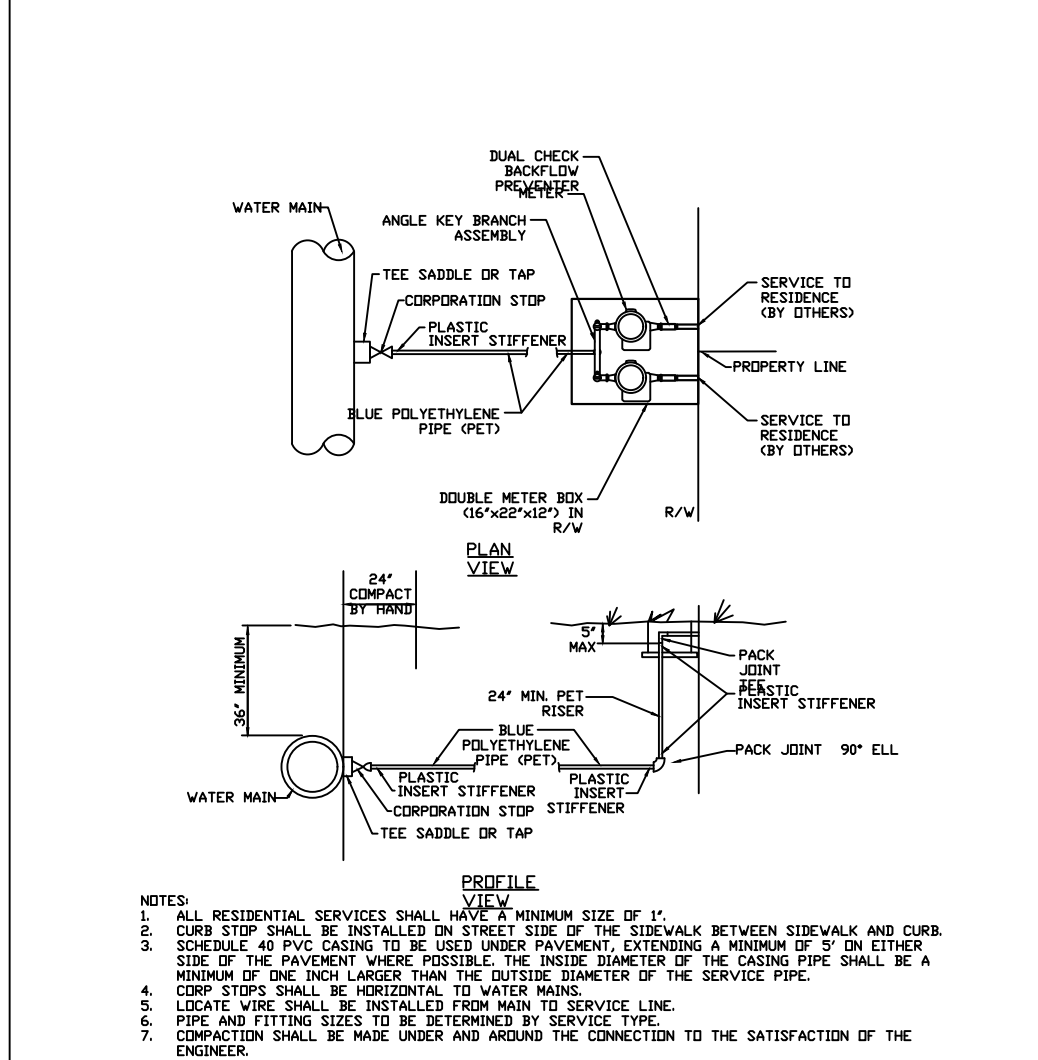 DUAL CHECK
BACKFLOW
PREVENTER
METER
WATER MAIN
ANGLE KEY BRANCH
ASSEMBLY
TEE SADDLE OR TAP
CORPORATION STOP
PLASTIC
INSERT STIFFENER
SERVICE TO
RESIDENCE
(BY OTHERS)
PROPERTY LINE
BLUE POLYETHYLENE
PIPE (PET)
SERVICE TO
RESIDENCE
(BY OTHERS)
DOUBLE METER BOX
(16"x22"x12") IN
R/W
R/W
PLAN
VIEW
24"
COMPACT
BY HAND
36" MINIMUM
5"
MAX
PACK
JOINT
TEE
PLASTIC
INSERT STIFFENER
24" MIN. PET
RISER
BLUE
POLYETHYLENE
PIPE (PET)
PACK JOINT 90° ELL
PLASTIC
INSERT STIFFENER
PLASTIC
INSERT
STIFFENER
WATER MAIN
CORPORATION STOP
TEE SADDLE OR TAP
PROFILE
VIEW
NOTES:
1. ALL RESIDENTIAL SERVICES SHALL HAVE A MINIMUM SIZE OF 1".
2. CURB STOP SHALL BE INSTALLED ON STREET SIDE OF THE SIDEWALK BETWEEN SIDEWALK AND CURB.
3. SCHEDULE 40 PVC CASING TO BE USED UNDER PAVEMENT, EXTENDING A MINIMUM OF 5' ON EITHER
SIDE OF THE PAVEMENT WHERE POSSIBLE. THE INSIDE DIAMETER OF THE CASING PIPE SHALL BE A
MINIMUM OF ONE INCH LARGER THAN THE OUTSIDE DIAMETER OF THE SERVICE PIPE.
4. CORP STOPS SHALL BE HORIZONTAL TO WATER MAINS.
5. LOCATE WIRE SHALL BE INSTALLED FROM MAIN TO SERVICE LINE.
6. PIPE AND FITTING SIZES TO BE DETERMINED BY SERVICE TYPE.
7. COMPACTION SHALL BE MADE UNDER AND AROUND THE CONNECTION TO THE SATISFACTION OF THE
ENGINEER.